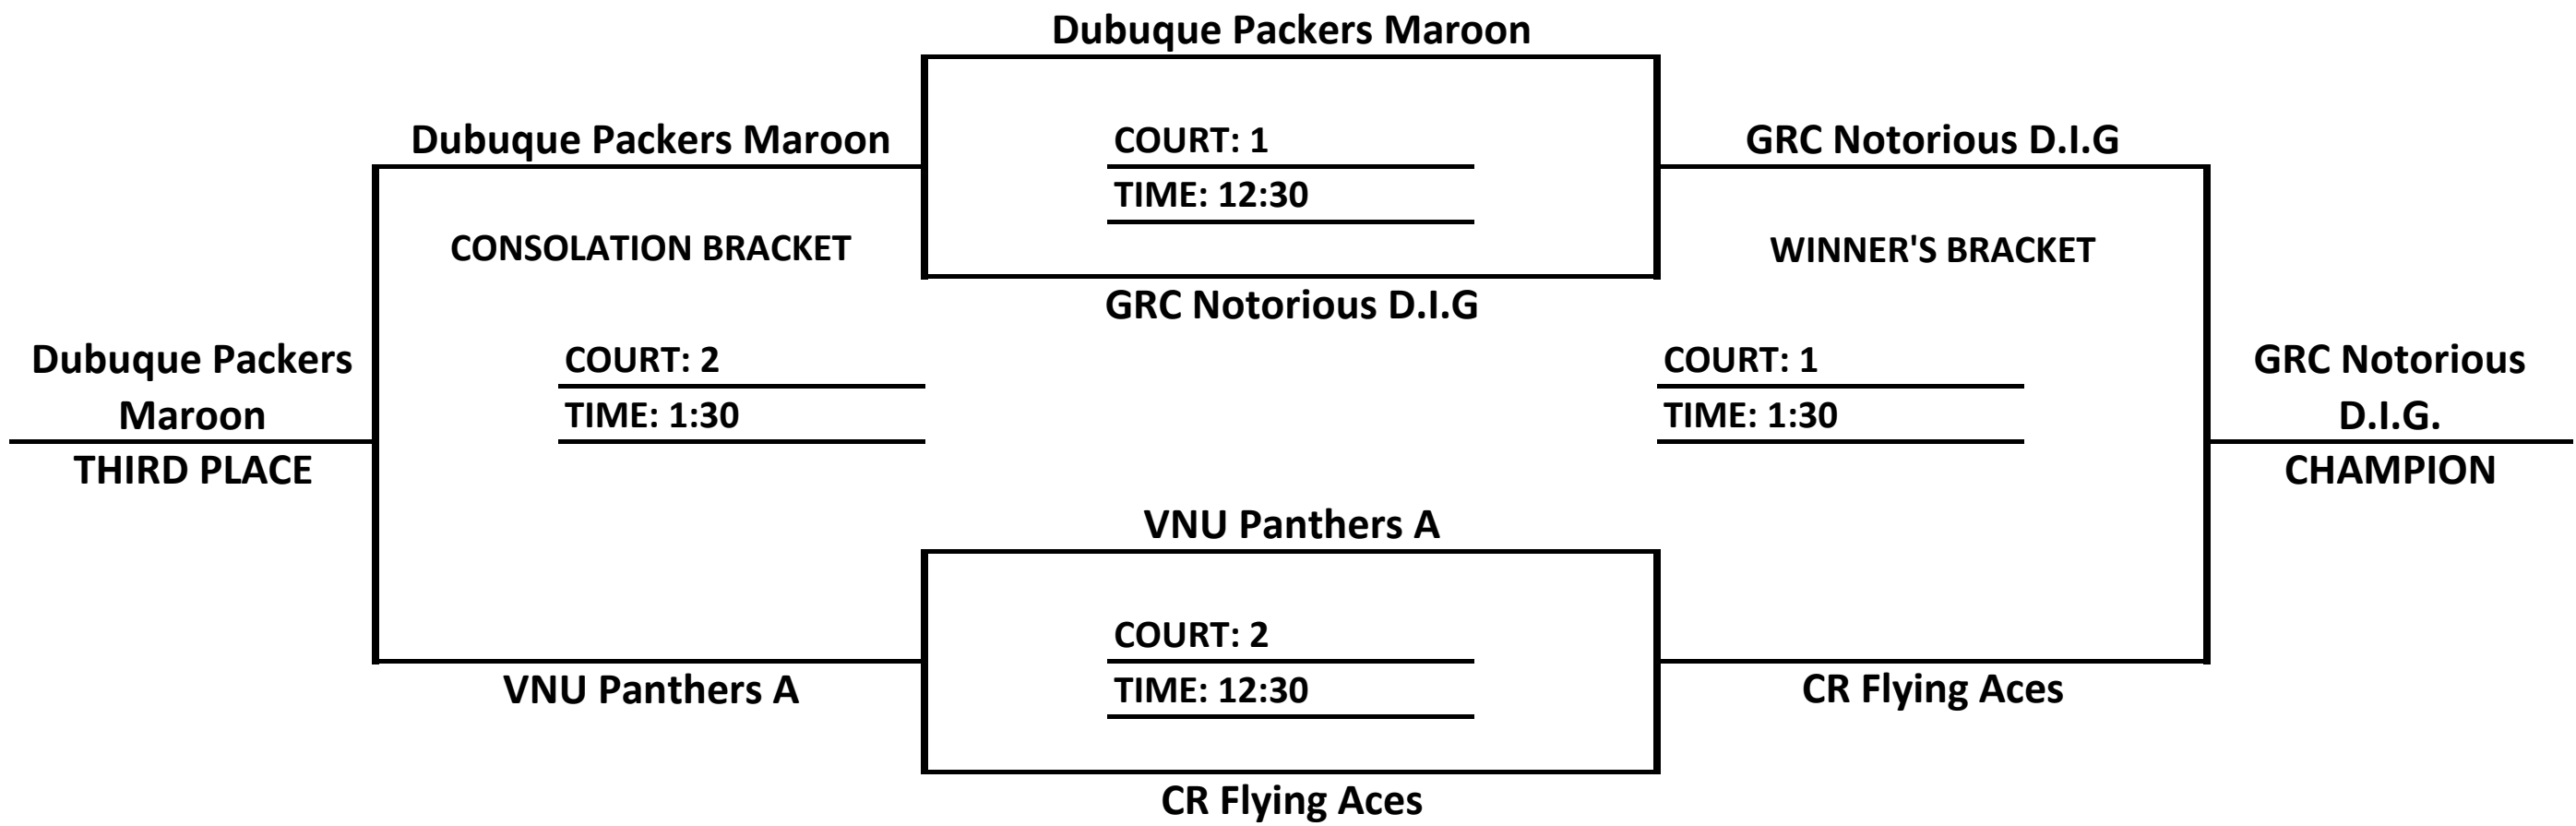 Dubuque Packers Maroon
Dubuque Packers Maroon
COURT: 1
GRC Notorious D.I.G
TIME: 12:30
CONSOLATION BRACKET
WINNER'S BRACKET
GRC Notorious D.I.G
Dubuque Packers
Maroon
THIRD PLACE
COURT: 2
TIME: 1:30
COURT: 1
TIME: 1:30
GRC Notorious
D.I.G.
CHAMPION
VNU Panthers A
COURT: 2
TIME: 12:30
VNU Panthers A
CR Flying Aces
CR Flying Aces